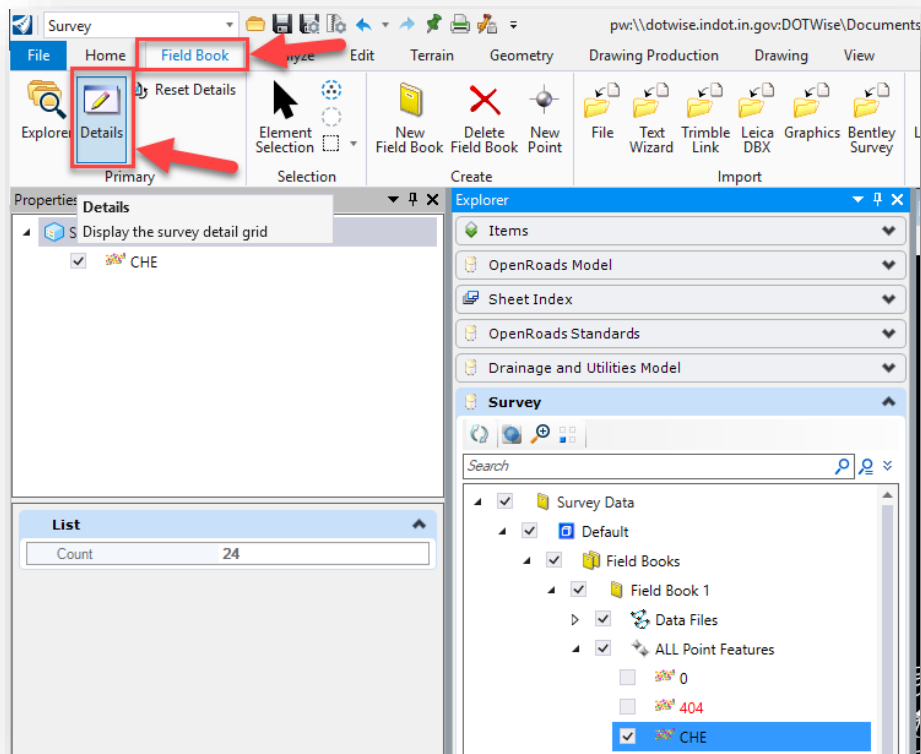 Survey
pw:\\dotwise.indot.in.gov:DOTWise\Documents
File Home Field Book Analyze Edit Terrain Geometry Drawing Production Drawing View
Explorer Details Reset Details
Element Selection
New Field Book
Delete Field Book
New Point
File
Text Wizard
Trimble Link
Leica DBX
Graphics
Bentley Survey
Primary Selection Create Import
Properties
Details
Display the survey detail grid
CHE
List
Count 24
Explorer
Items
OpenRoads Model
Sheet Index
OpenRoads Standards
Drainage and Utilities Model
Survey
Search
Survey Data
Default
Field Books
Field Book 1
Data Files
ALL Point Features
0
404
CHE